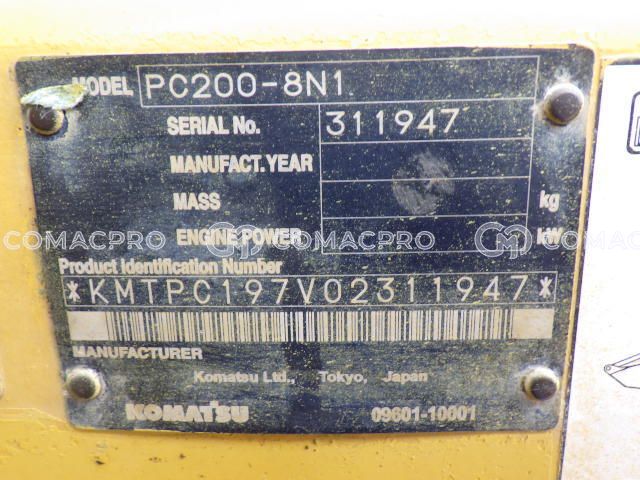 MODEL PC200-8N1
SERIAL No. 311947
MANUFACT.YEAR
MASS kg
ENGINE POWER kW
COMACPRO COMACPRO COMACPRO
Product Identification Number
*KMTPC197V02311947*
MANUFACTURER
Komatsu Ltd., Tokyo, Japan
KOMATSU 09601-10001